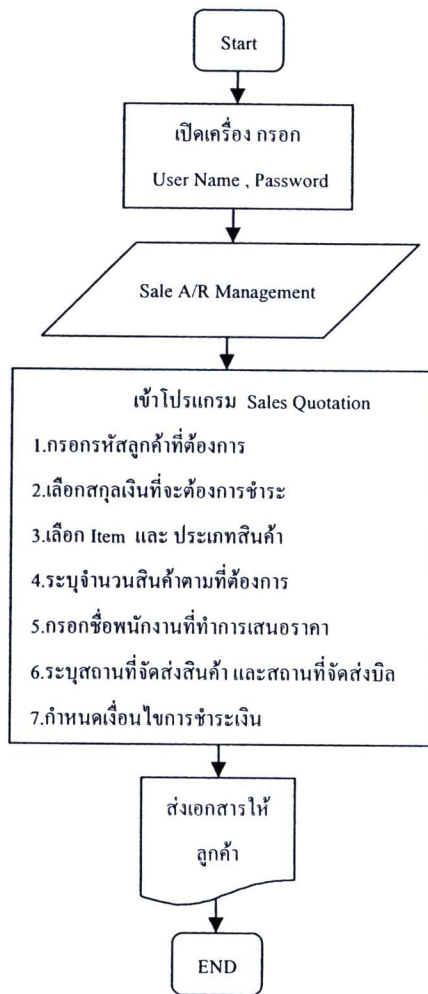 Start
เปิดเครื่อง กรอก
User Name , Password
Sale A/R Management
เข้าโปรแกรม Sales Quotation
1.กรอกรหัสลูกค้าที่ต้องการ
2.เลือกสกุลเงินที่จะต้องการชำระ
3.เลือก Item และ ประเภทสินค้า
4.ระบุจำนวนสินค้าตามที่ต้องการ
5.กรอกชื่อพนักงานที่ทำการเสนอราคา
6.ระบุสถานที่จัดส่งสินค้า และสถานที่จัดส่งบิล
7.กำหนดเงื่อนไขการชำระเงิน
ส่งเอกสารให้
ลูกค้า
END